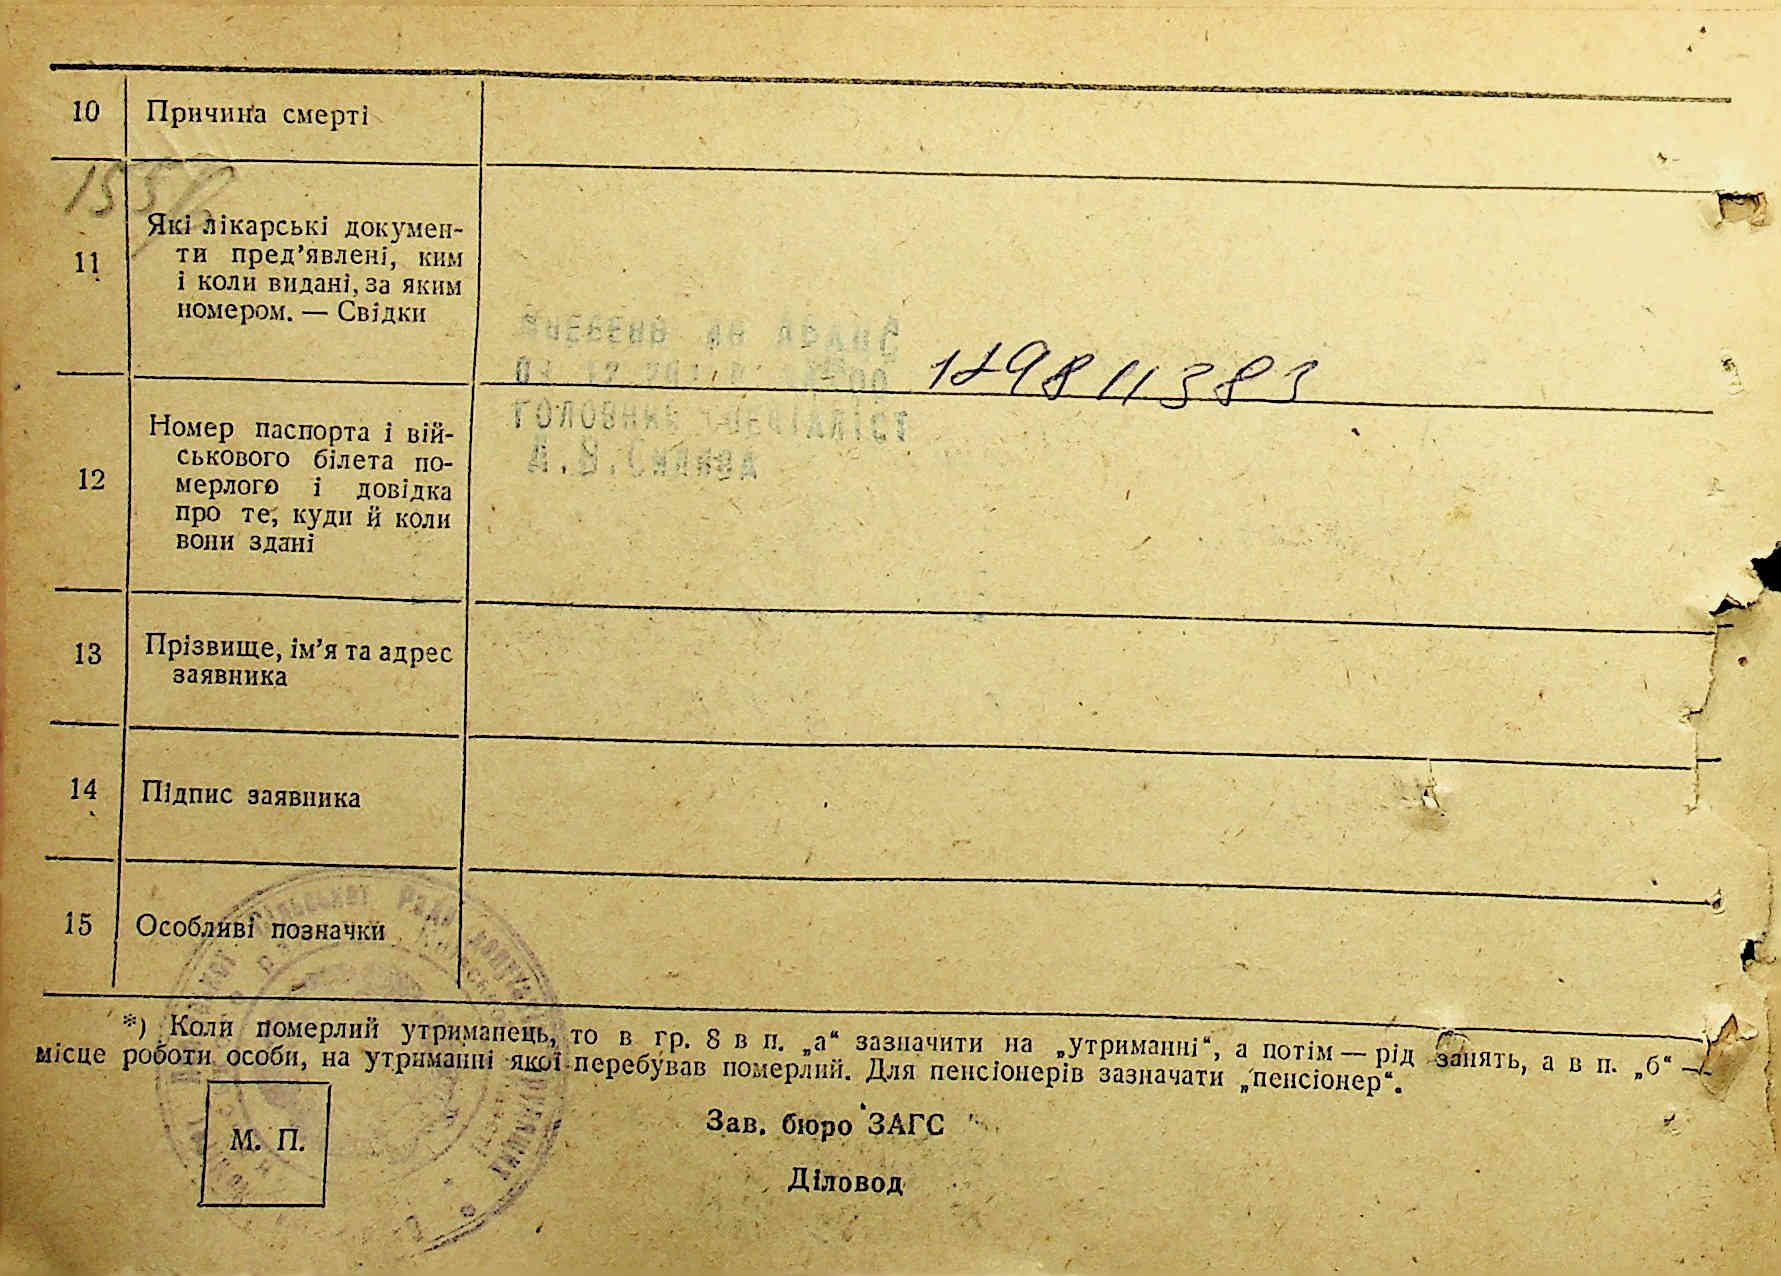 10 Причина смерті
11 Які лікарські докумен-
ти пред’явлені, ким
і коли видані, за яким
номером. — Свідки
129811383
головний спеціаліст
12 Номер паспорта і вій-
ськового білета по-
мерлого і довідка
про те, куди й коли
вони здані
13 Прізвище, ім’я та адрес
заявника
14 Підпис заявника
15 Особливі позначки
*) Коли померлий утриманець, то в гр. 8 в п. „а“ зазначити на „утриманні“, а потім — рід занять, а в п. „б“ —
місце роботи особи, на утриманні якої перебував померлий. Для пенсіонерів зазначати „пенсіонер“.
М. П.
Зав. бюро ЗАГС
Діловод